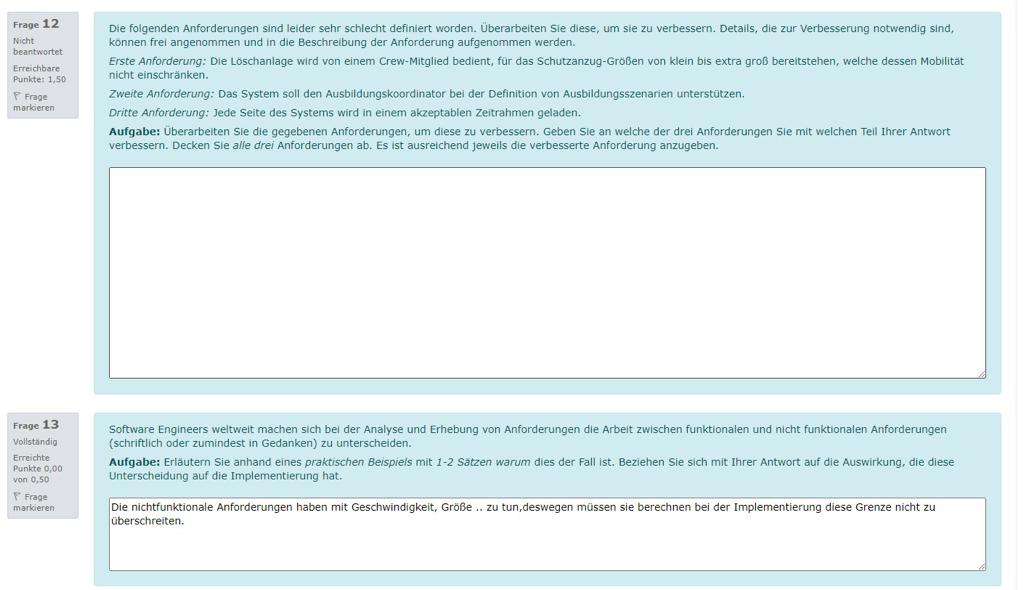 Frage 12
Nicht
beantwortet
Erreichbare
Punkte: 1,50
Frage
markieren
Die folgenden Anforderungen sind leider sehr schlecht definiert worden. Überarbeiten Sie diese, um sie zu verbessern. Details, die zur Verbesserung notwendig sind,
können frei angenommen und in die Beschreibung der Anforderung aufgenommen werden.
Erste Anforderung: Die Löschanlage wird von einem Crew-Mitglied bedient, für das Schutzanzug-Größen von klein bis extra groß bereitstehen, welche dessen Mobilität
nicht einschränken.
Zweite Anforderung: Das System soll den Ausbildungskoordinator bei der Definition von Ausbildungsszenarien unterstützen.
Dritte Anforderung: Jede Seite des Systems wird in einem akzeptablen Zeitrahmen geladen.
Aufgabe: Überarbeiten Sie die gegebenen Anforderungen, um diese zu verbessern. Geben Sie an welche der drei Anforderungen Sie mit welchen Teil Ihrer Antwort
verbessern. Decken Sie alle drei Anforderungen ab. Es ist ausreichend jeweils die verbesserte Anforderung anzugeben.
Frage 13
Vollständig
Erreichte
Punkte 0,00
von 0,50
Frage
markieren
Software Engineers weltweit machen sich bei der Analyse und Erhebung von Anforderungen die Arbeit zwischen funktionalen und nicht funktionalen Anforderungen
(schriftlich oder zumindest in Gedanken) zu unterscheiden.
Aufgabe: Erläutern Sie anhand eines praktischen Beispiels mit 1-2 Sätzen warum dies der Fall ist. Beziehen Sie sich mit Ihrer Antwort auf die Auswirkung, die diese
Unterscheidung auf die Implementierung hat.
Die nichtfunktionale Anforderungen haben mit Geschwindigkeit, Größe .. zu tun,deswegen müssen sie berechnen bei der Implementierung diese Grenze nicht zu
überschreiten.